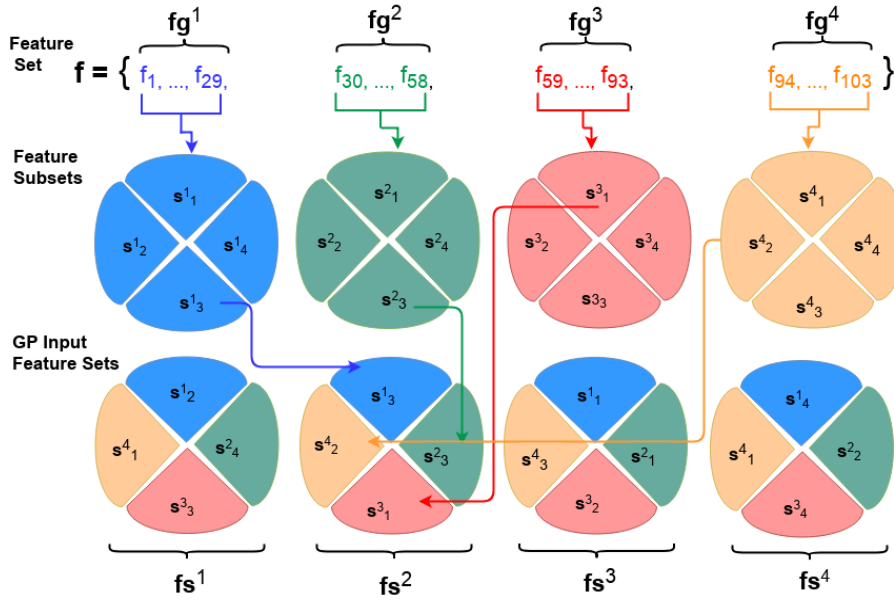 fg¹ fg² fg³ fg⁴
Feature
Set
f = { f₁, ..., f₂₉, f₃₀, ..., f₅₈, f₅₉, ..., f₉₃, f₉₄, ... f₁₀₃ }
Feature
Subsets
s¹₁ s²₁ s³₁ s⁴₁
s¹₂ s¹₄ s²₂ s²₄ s³₂ s³₄ s⁴₂ s⁴₄
s¹₃ s²₃ s³₃ s⁴₃
GP Input
Feature Sets
s¹₂ s¹₃ s¹₁ s¹₄
s⁴₁ s²₄ s⁴₂ s²₃ s⁴₃ s²₁ s⁴₁ s²₂
s³₃ s³₁ s³₂ s³₄
fs¹ fs² fs³ fs⁴